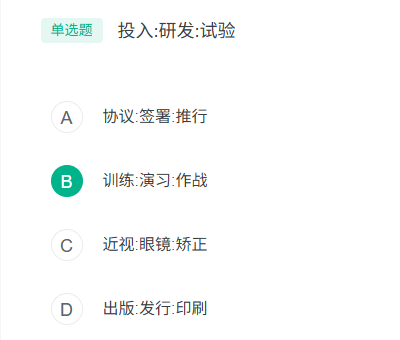 单选题 投入:研发:试验
A 协议:签署:推行
B 训练:演习:作战
C 近视:眼镜:矫正
D 出版:发行:印刷